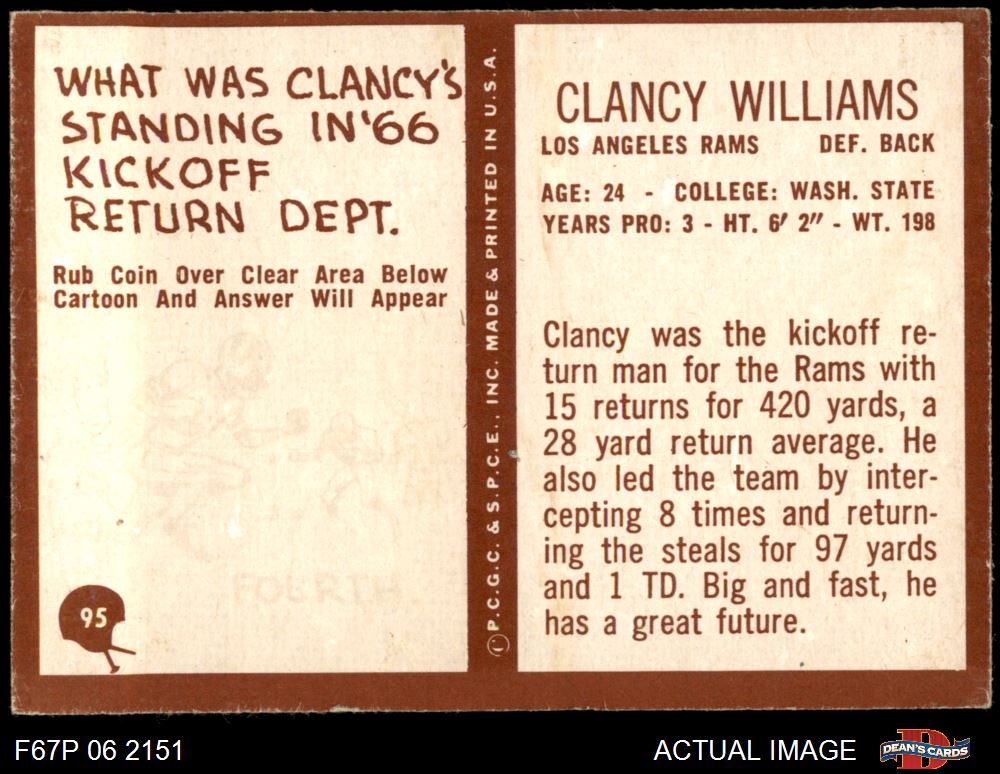 WHAT WAS CLANCY'S
STANDING IN '66
KICKOFF
RETURN DEPT.
Rub Coin Over Clear Area Below
Cartoon And Answer Will Appear
FOURTH
95
© P.C.G.C. & S.P.C.E., INC. MADE & PRINTED IN U.S.A.
CLANCY WILLIAMS
LOS ANGELES RAMS DEF. BACK
AGE: 24 - COLLEGE: WASH. STATE
YEARS PRO: 3 - HT. 6' 2" - WT. 198
Clancy was the kickoff re-
turn man for the Rams with
15 returns for 420 yards, a
28 yard return average. He
also led the team by inter-
cepting 8 times and return-
ing the steals for 97 yards
and 1 TD. Big and fast, he
has a great future.
F67P 06 2151
ACTUAL IMAGE
DEAN'S CARDS